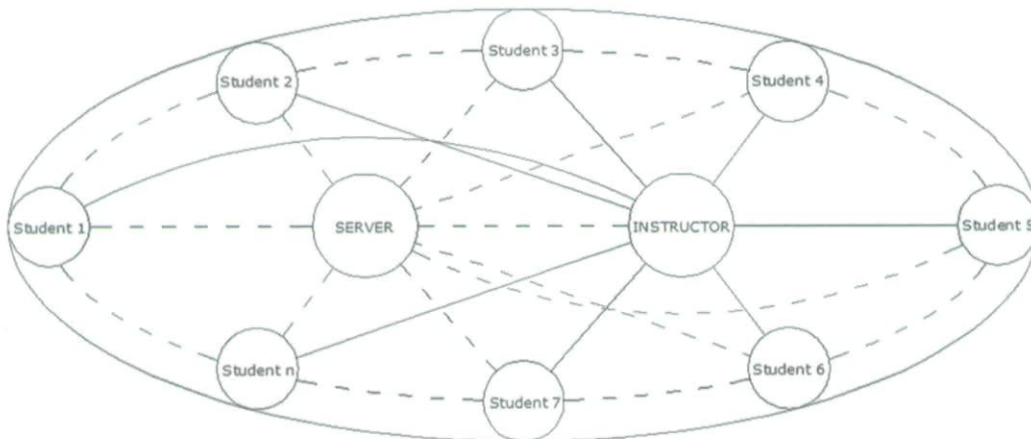 Student 3
Student 2
Student 4
Student 1
SERVER
INSTRUCTOR
Student 5
Student n
Student 6
Student 7